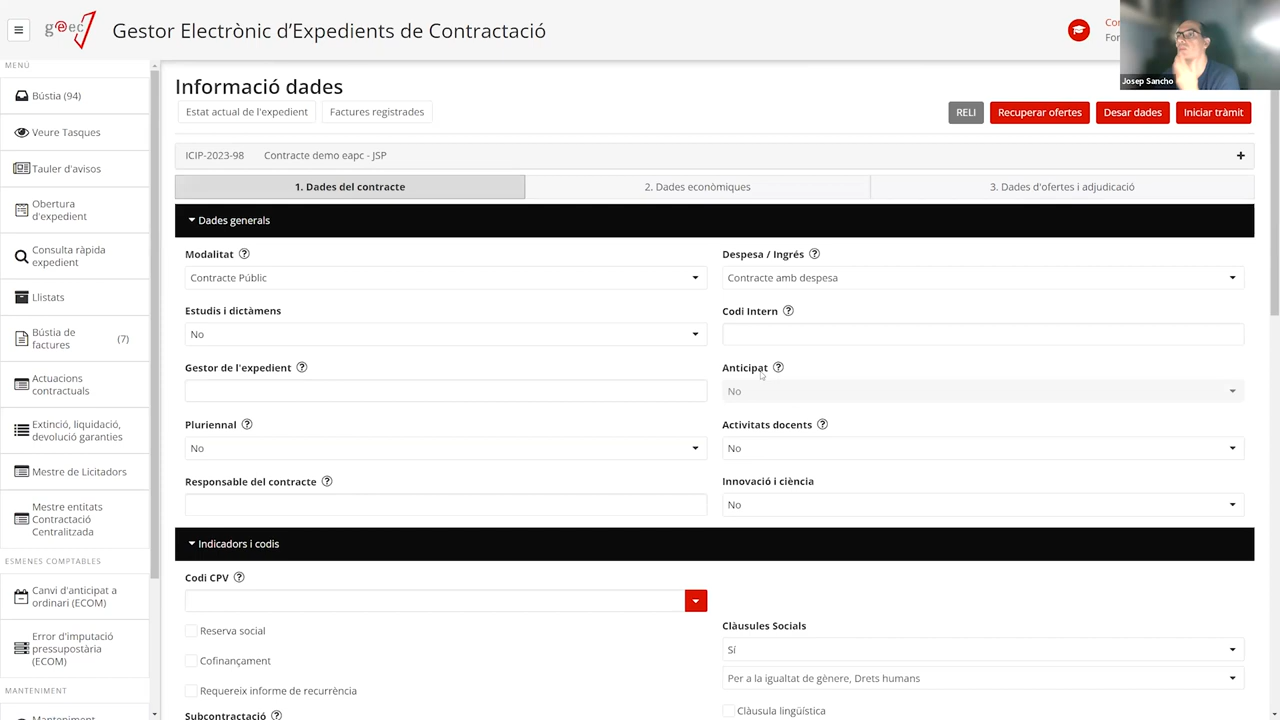 geec
Gestor Electrònic d'Expedients de Contractació
Josep Sancho
MENÚ
Bústia (94)
Veure Tasques
Tauler d'avisos
Obertura
d'expedient
Consulta ràpida
expedient
Llistats
Bústia de
factures
(7)
Actuacions
contractuals
Extinció, liquidació,
devolució garanties
Mestre de Licitadors
Mestre entitats
Contractació
Centralitzada
ESMENES COMPTABLES
Canvi d'anticipat a
ordinari (ECOM)
Error d'imputació
pressupostària
(ECOM)
MANTENIMENT
Manteniment
Informació dades
Estat actual de l'expedient
Factures registrades
RELI
Recuperar ofertes
Desar dades
Iniciar tràmit
ICIP-2023-98 Contracte demo eapc - JSP
1. Dades del contracte
2. Dades econòmiques
3. Dades d'ofertes i adjudicació
Dades generals
Modalitat ?
Contracte Públic
Despesa / Ingrés ?
Contracte amb despesa
Estudis i dictàmens
No
Codi Intern ?
Gestor de l'expedient ?
Anticipat ?
No
Pluriennal ?
No
Activitats docents ?
No
Responsable del contracte ?
Innovació i ciència
No
Indicadors i codis
Codi CPV ?
Reserva social
Cofinançament
Requereix informe de recurrència
Subcontractació ?
Clàusules Socials
Sí
Per a la igualtat de gènere, Drets humans
Clàusula lingüística